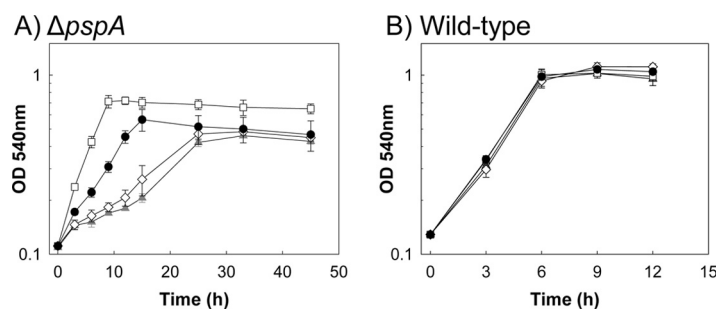 A) ΔpspA
B) Wild-type
OD 540nm
1
0.1
0 10 20 30 40 50
Time (h)
OD 540nm
1
0.1
0 3 6 9 12 15
Time (h)